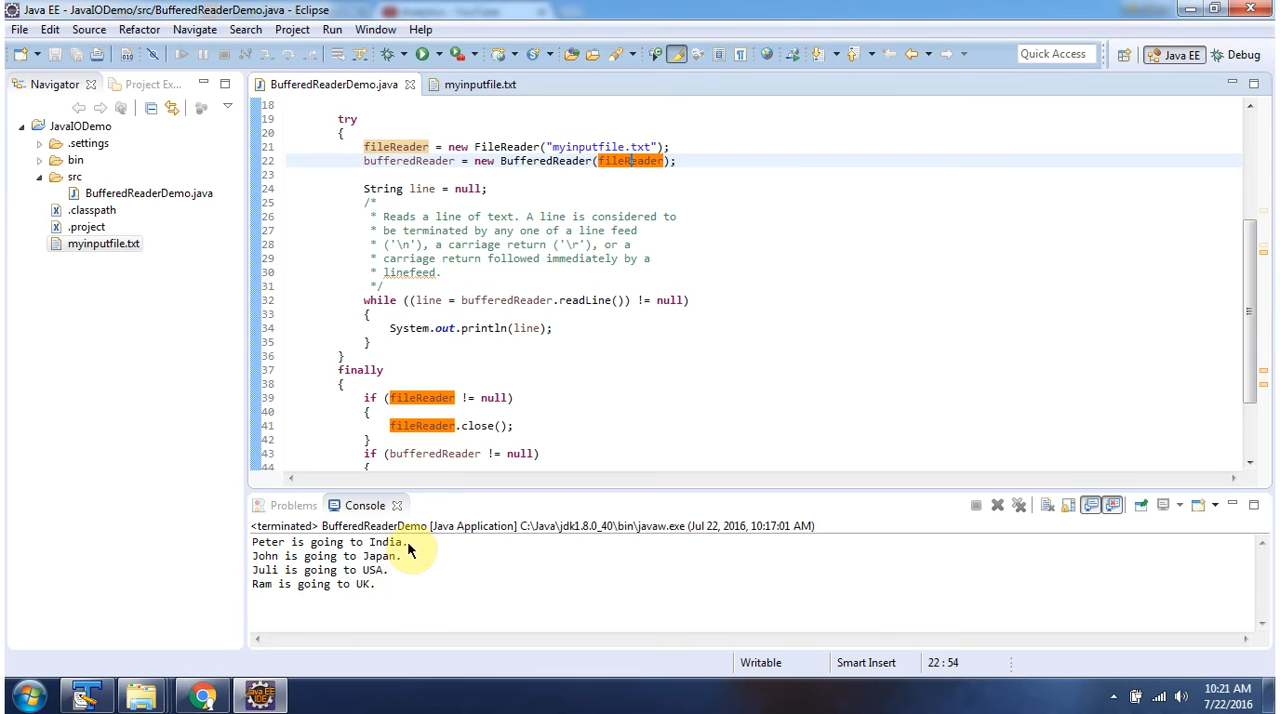 Java EE - JavaIODemo/src/BufferedReaderDemo.java - Eclipse
File Edit Source Refactor Navigate Search Project Run Window Help
Quick Access Java EE Debug
Navigator Project Ex...
BufferedReaderDemo.java myinputfile.txt
JavaIODemo
.settings
bin
src
BufferedReaderDemo.java
.classpath
.project
myinputfile.txt
18
19 try
20 {
21 fileReader = new FileReader("myinputfile.txt");
22 bufferedReader = new BufferedReader(fileReader);
23
24 String line = null;
25 /*
26 * Reads a line of text. A line is considered to
27 * be terminated by any one of a line feed
28 * ('\n'), a carriage return ('\r'), or a
29 * carriage return followed immediately by a
30 * linefeed.
31 */
32 while ((line = bufferedReader.readLine()) != null)
33 {
34 System.out.println(line);
35 }
36 }
37 finally
38 {
39 if (fileReader != null)
40 {
41 fileReader.close();
42 }
43 if (bufferedReader != null)
44 {
Problems Console
<terminated> BufferedReaderDemo [Java Application] C:\Java\jdk1.8.0_40\bin\javaw.exe (Jul 22, 2016, 10:17:01 AM)
Peter is going to India.
John is going to Japan.
Juli is going to USA.
Ram is going to UK.
Writable Smart Insert 22 : 54
Java EE IDE
10:21 AM
7/22/2016